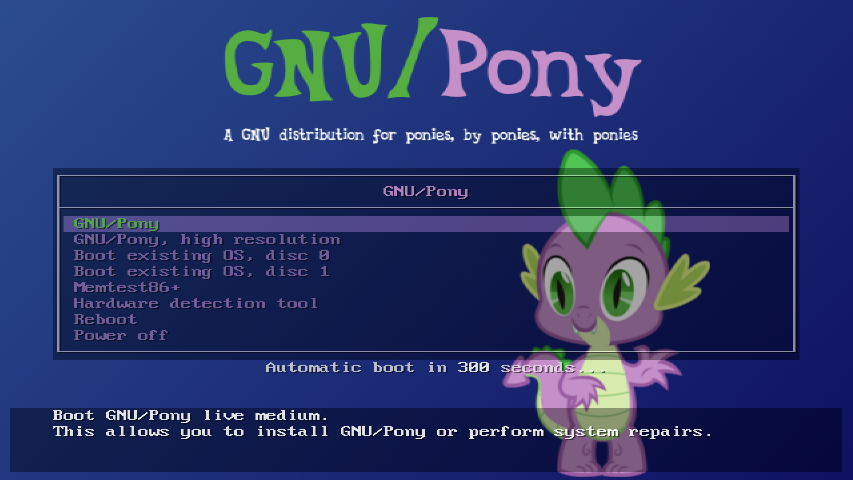 GNU/Pony
A GNU distribution for ponies, by ponies, with ponies
GNU/Pony
GNU/Pony
GNU/Pony, high resolution
Boot existing OS, disc 0
Boot existing OS, disc 1
Memtest86+
Hardware detection tool
Reboot
Power off
Automatic boot in 300 seconds...
Boot GNU/Pony live medium.
This allows you to install GNU/Pony or perform system repairs.